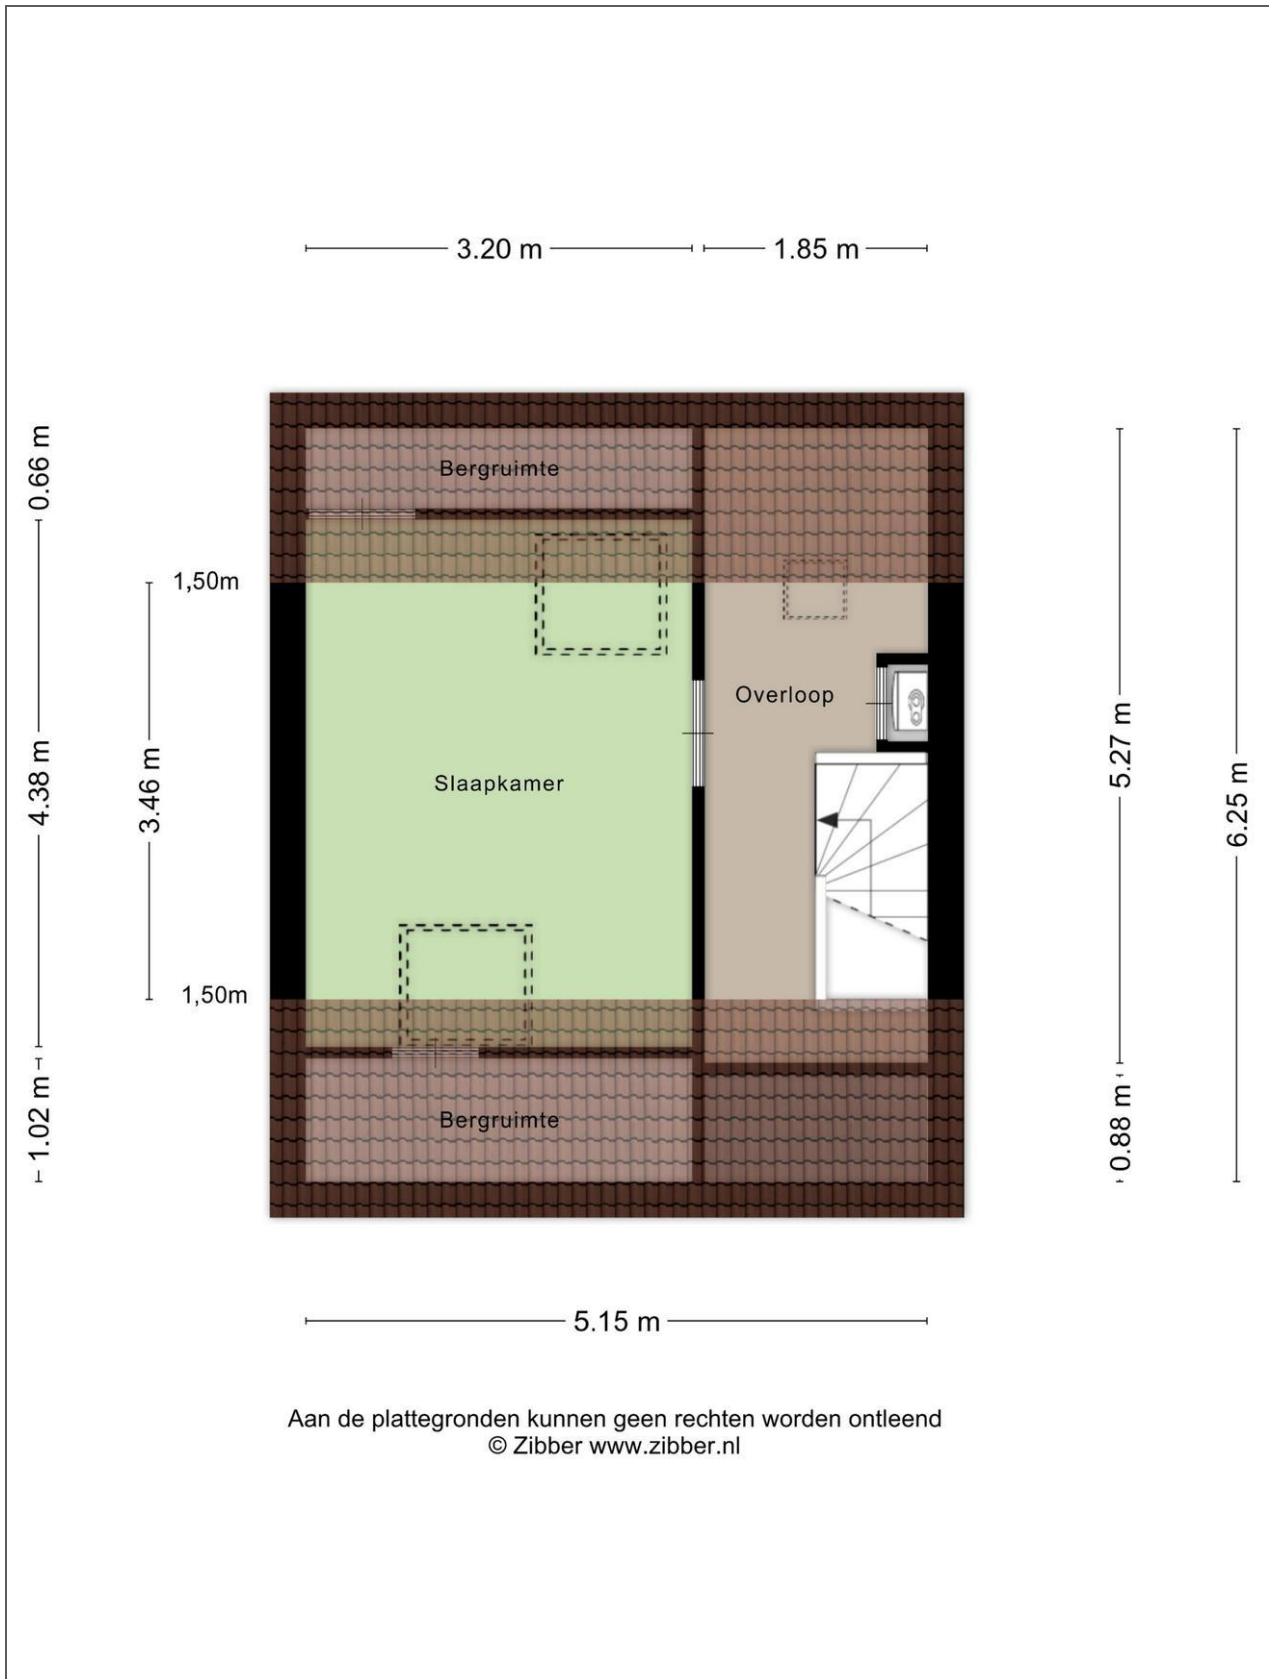 3.20 m
1.85 m
0.66 m
Bergruimte
1,50m
Overloop
4.38 m
3.46 m
Slaapkamer
5.27 m
6.25 m
1,50m
1.02 m
Bergruimte
0.88 m
5.15 m
Aan de plattegronden kunnen geen rechten worden ontleend
© Zibber www.zibber.nl